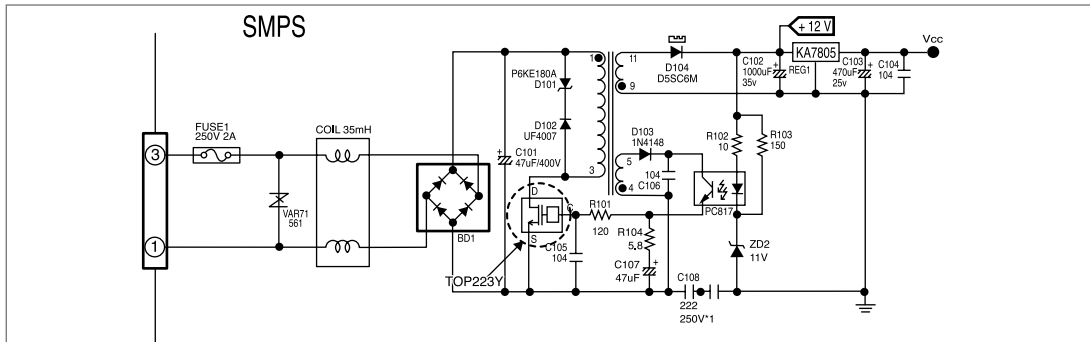 SMPS
+ 12 V
Vcc
KA7805
REG1
D104
D5SC6M
C102
1000uF
35v
C103
470uF
25v
C104
104
11
9
1
3
P6KE180A
D101
D102
UF4007
C101
47uF/400V
FUSE1
250V 2A
COIL 35mH
3
1
VAR71
561
BD1
D103
1N4148
5
4
104
C106
R102
10
R103
150
PC817
D
C
S
R101
120
R104
5.8
C105
104
C107
47uF
TOP223Y
ZD2
11V
C108
222
250V*1
+
+
+
+